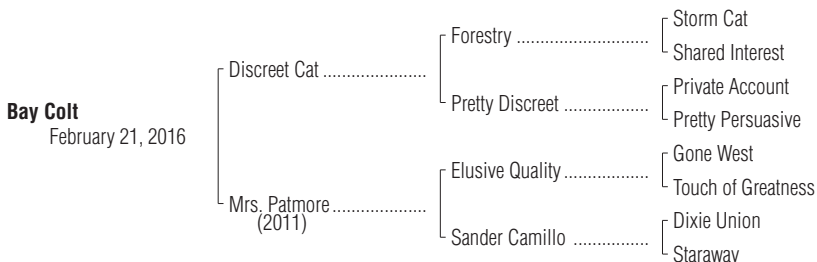 Storm Cat
Forestry ..............................
Shared Interest
Discreet Cat ......................
Private Account
Pretty Discreet ..................
Pretty Persuasive
Bay Colt
February 21, 2016
Gone West
Elusive Quality ..................
Touch of Greatness
Mrs. Patmore ....................
(2011)
Dixie Union
Sander Camillo ................
Staraway